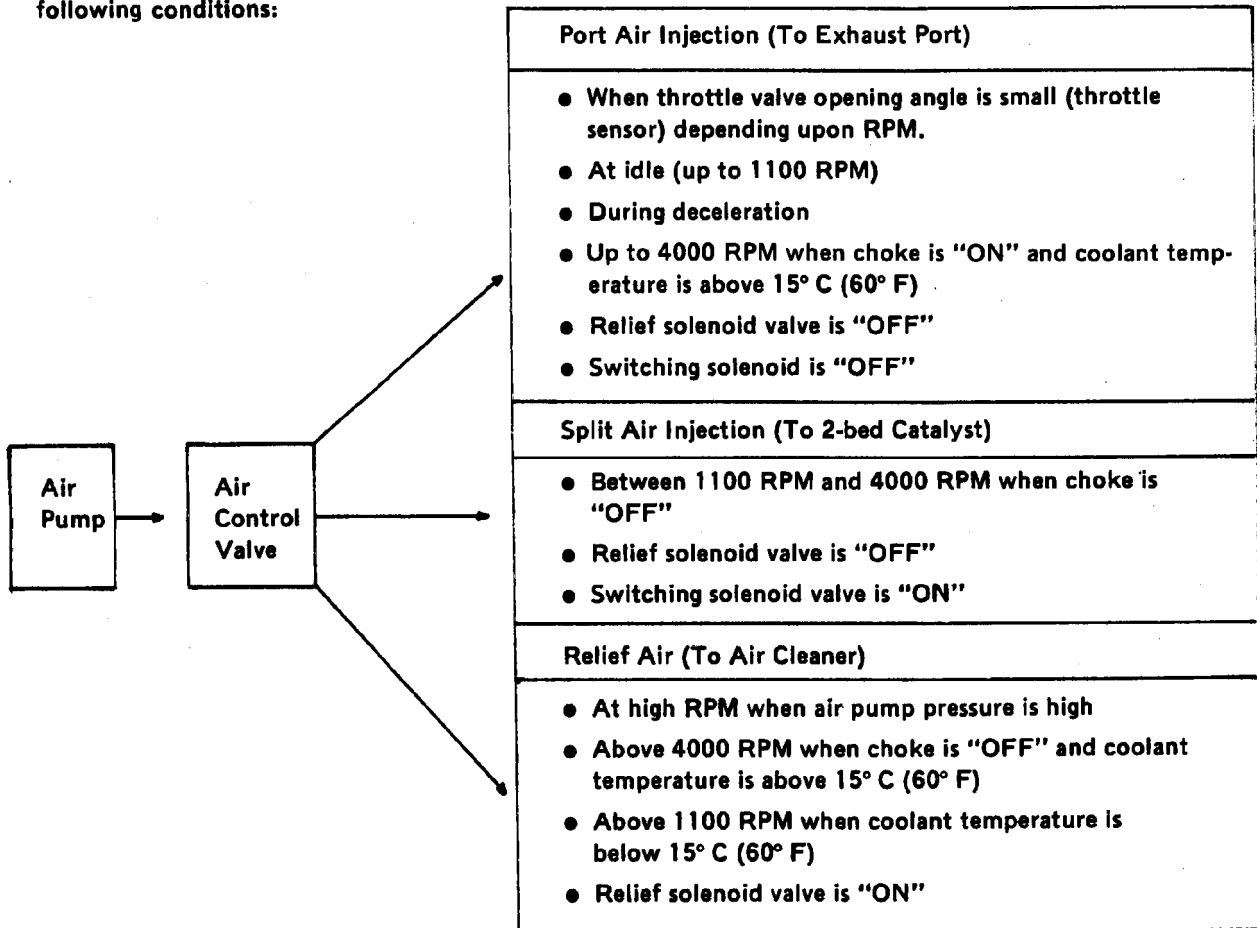 following conditions:
Port Air Injection (To Exhaust Port)
● When throttle valve opening angle is small (throttle
sensor) depending upon RPM.
● At idle (up to 1100 RPM)
● During deceleration
● Up to 4000 RPM when choke is “ON” and coolant temp-
erature is above 15° C (60° F)
● Relief solenoid valve is “OFF”
● Switching solenoid is “OFF”
Split Air Injection (To 2-bed Catalyst)
● Between 1100 RPM and 4000 RPM when choke is
“OFF”
● Relief solenoid valve is “OFF”
● Switching solenoid valve is “ON”
Relief Air (To Air Cleaner)
● At high RPM when air pump pressure is high
● Above 4000 RPM when choke is “OFF” and coolant
temperature is above 15° C (60° F)
● Above 1100 RPM when coolant temperature is
below 15° C (60° F)
● Relief solenoid valve is “ON”
Air
Pump
Air
Control
Valve